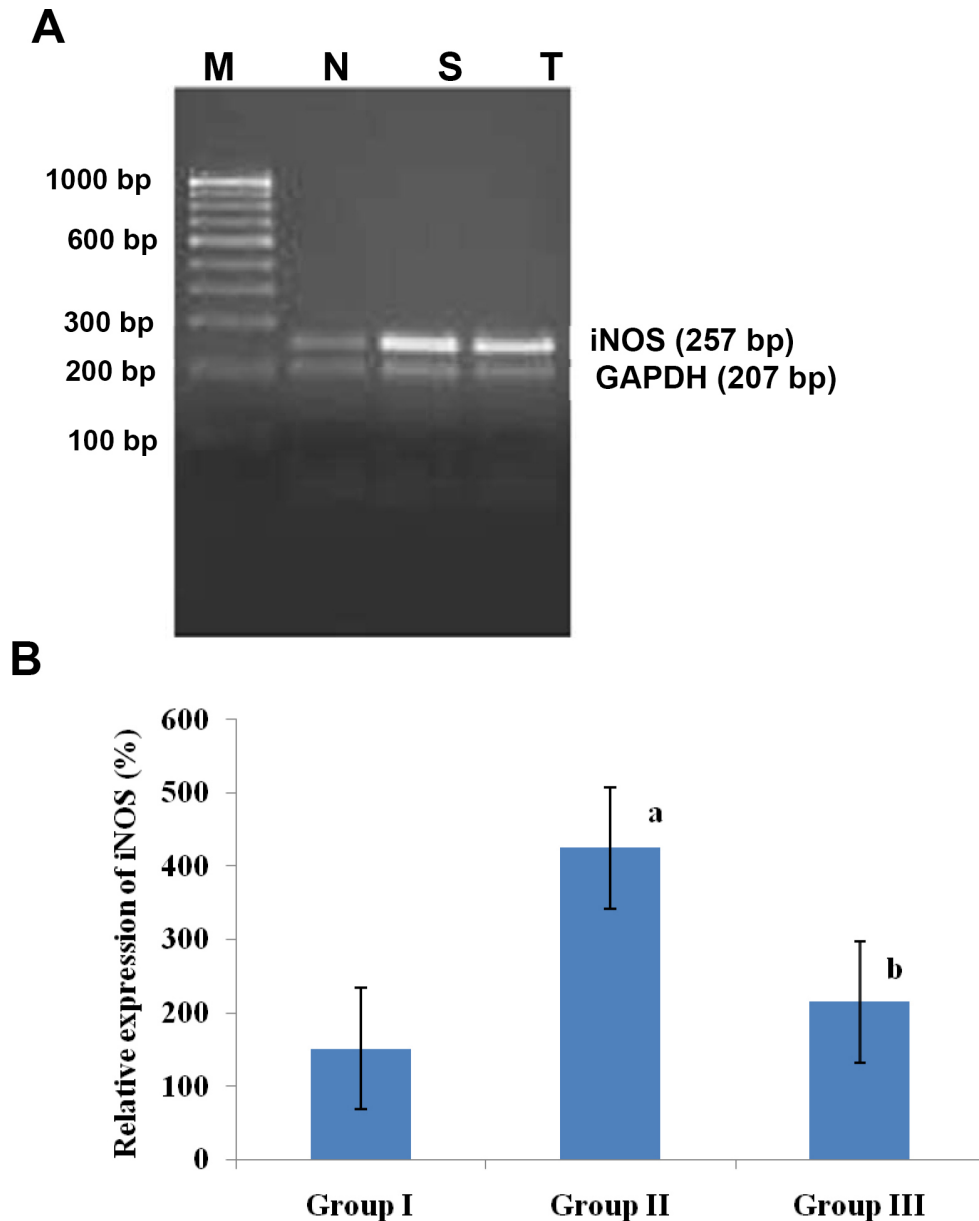 A
M N S T
1000 bp
600 bp
300 bp
200 bp
100 bp
iNOS (257 bp)
GAPDH (207 bp)
B
Relative expression of iNOS (%)
600
500
400
300
200
100
0
a
b
Group I Group II Group III